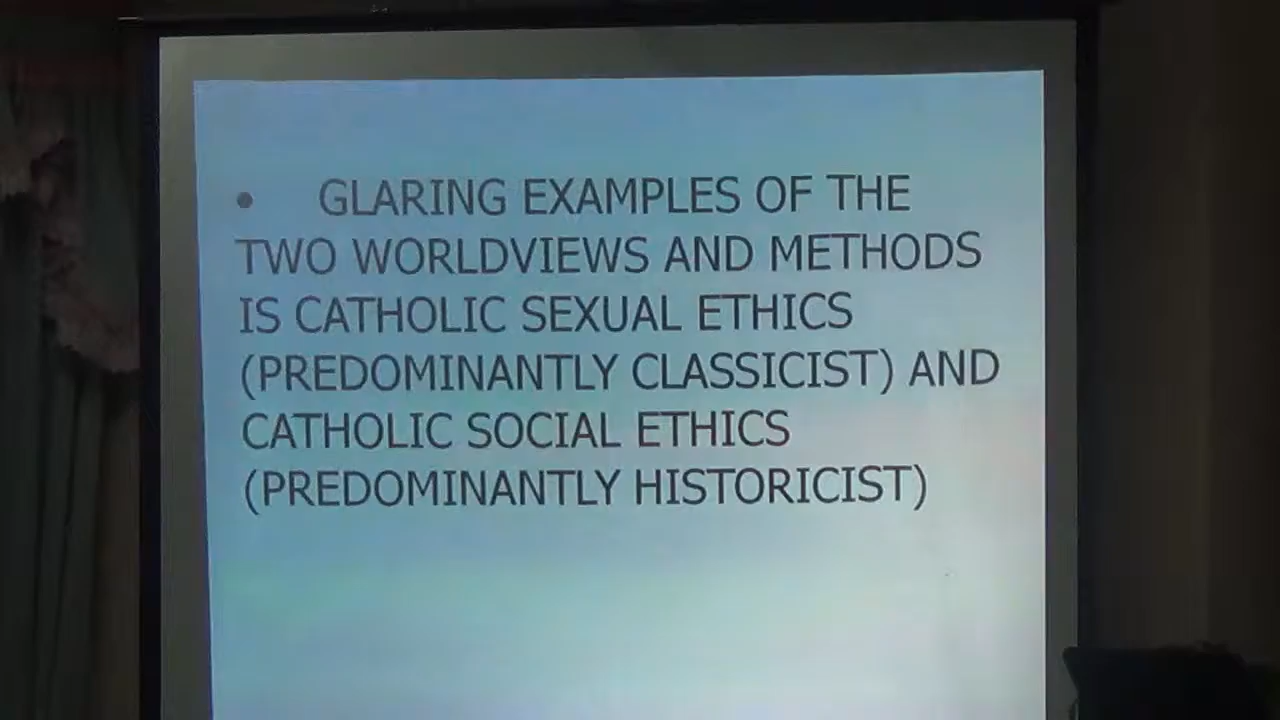 • GLARING EXAMPLES OF THE
TWO WORLDVIEWS AND METHODS
IS CATHOLIC SEXUAL ETHICS
(PREDOMINANTLY CLASSICIST) AND
CATHOLIC SOCIAL ETHICS
(PREDOMINANTLY HISTORICIST)